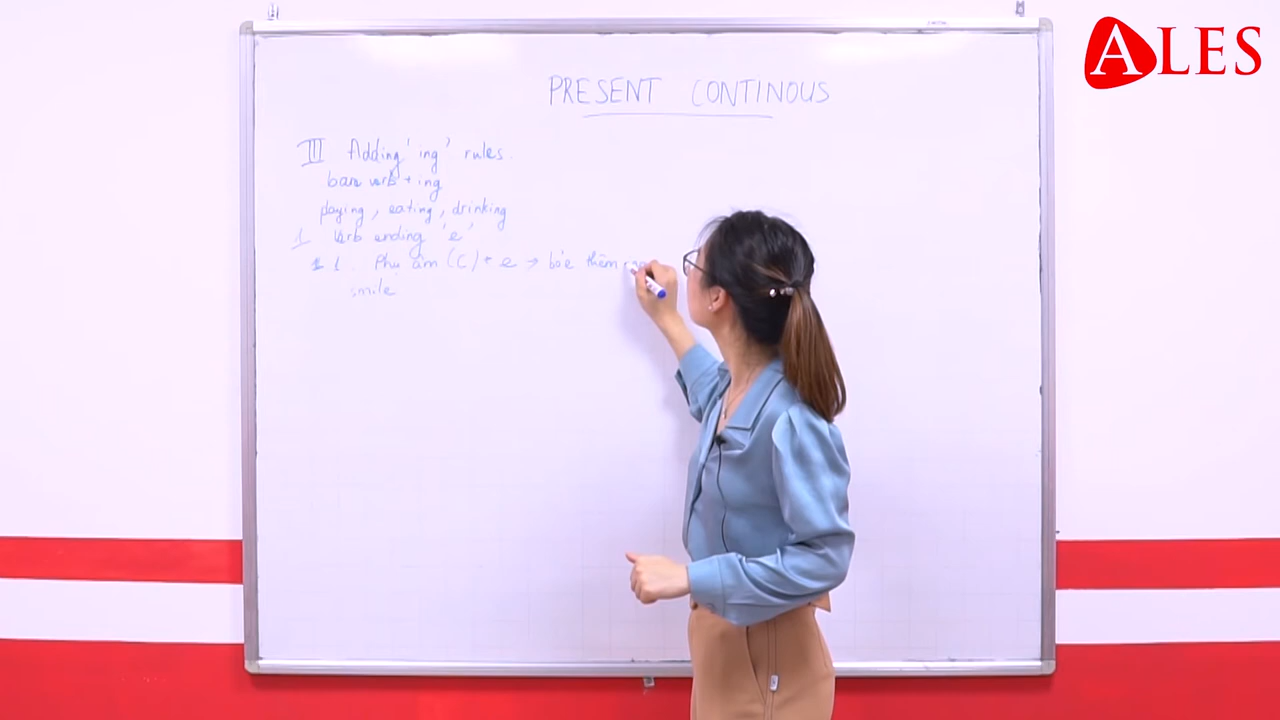 ALES
PRESENT CONTINOUS
III Adding 'ing' rules.
bare verb + ing
playing, eating, drinking
1 Verb ending 'e'
1. Phụ âm (C) + e → bỏ e thêm
smile